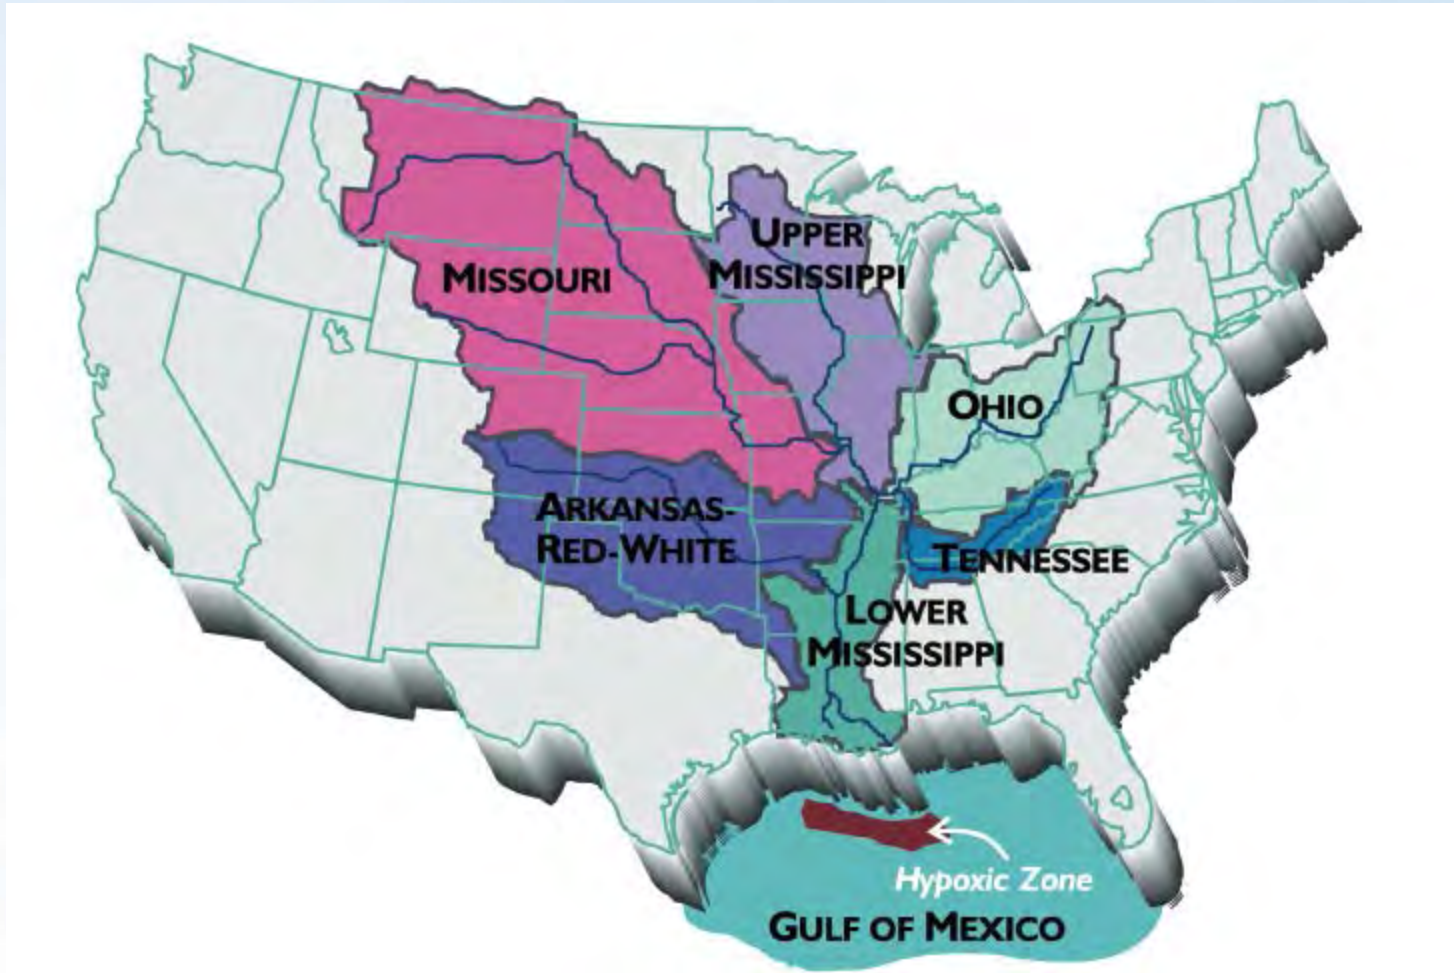 UPPER
MISSISSIPPI
MISSOURI
OHIO
ARKANSAS-
RED-WHITE
TENNESSEE
LOWER
MISSISSIPPI
Hypoxic Zone
GULF OF MEXICO